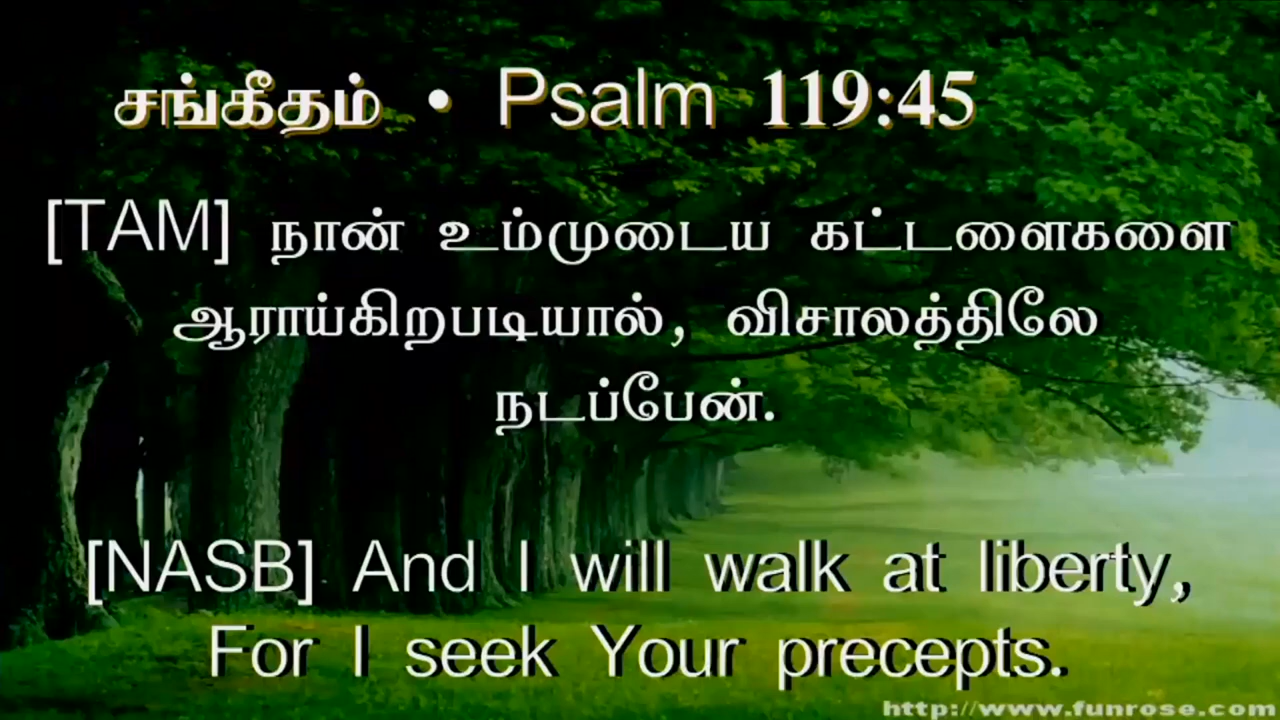 சங்கீதம் • Psalm 119:45
[TAM] நான் உம்முடைய கட்டளைகளை
ஆராய்கிறபடியால், விசாலத்திலே
நடப்பேன்.
[NASB] And I will walk at liberty,
For I seek Your precepts.
http://www.funrose.com